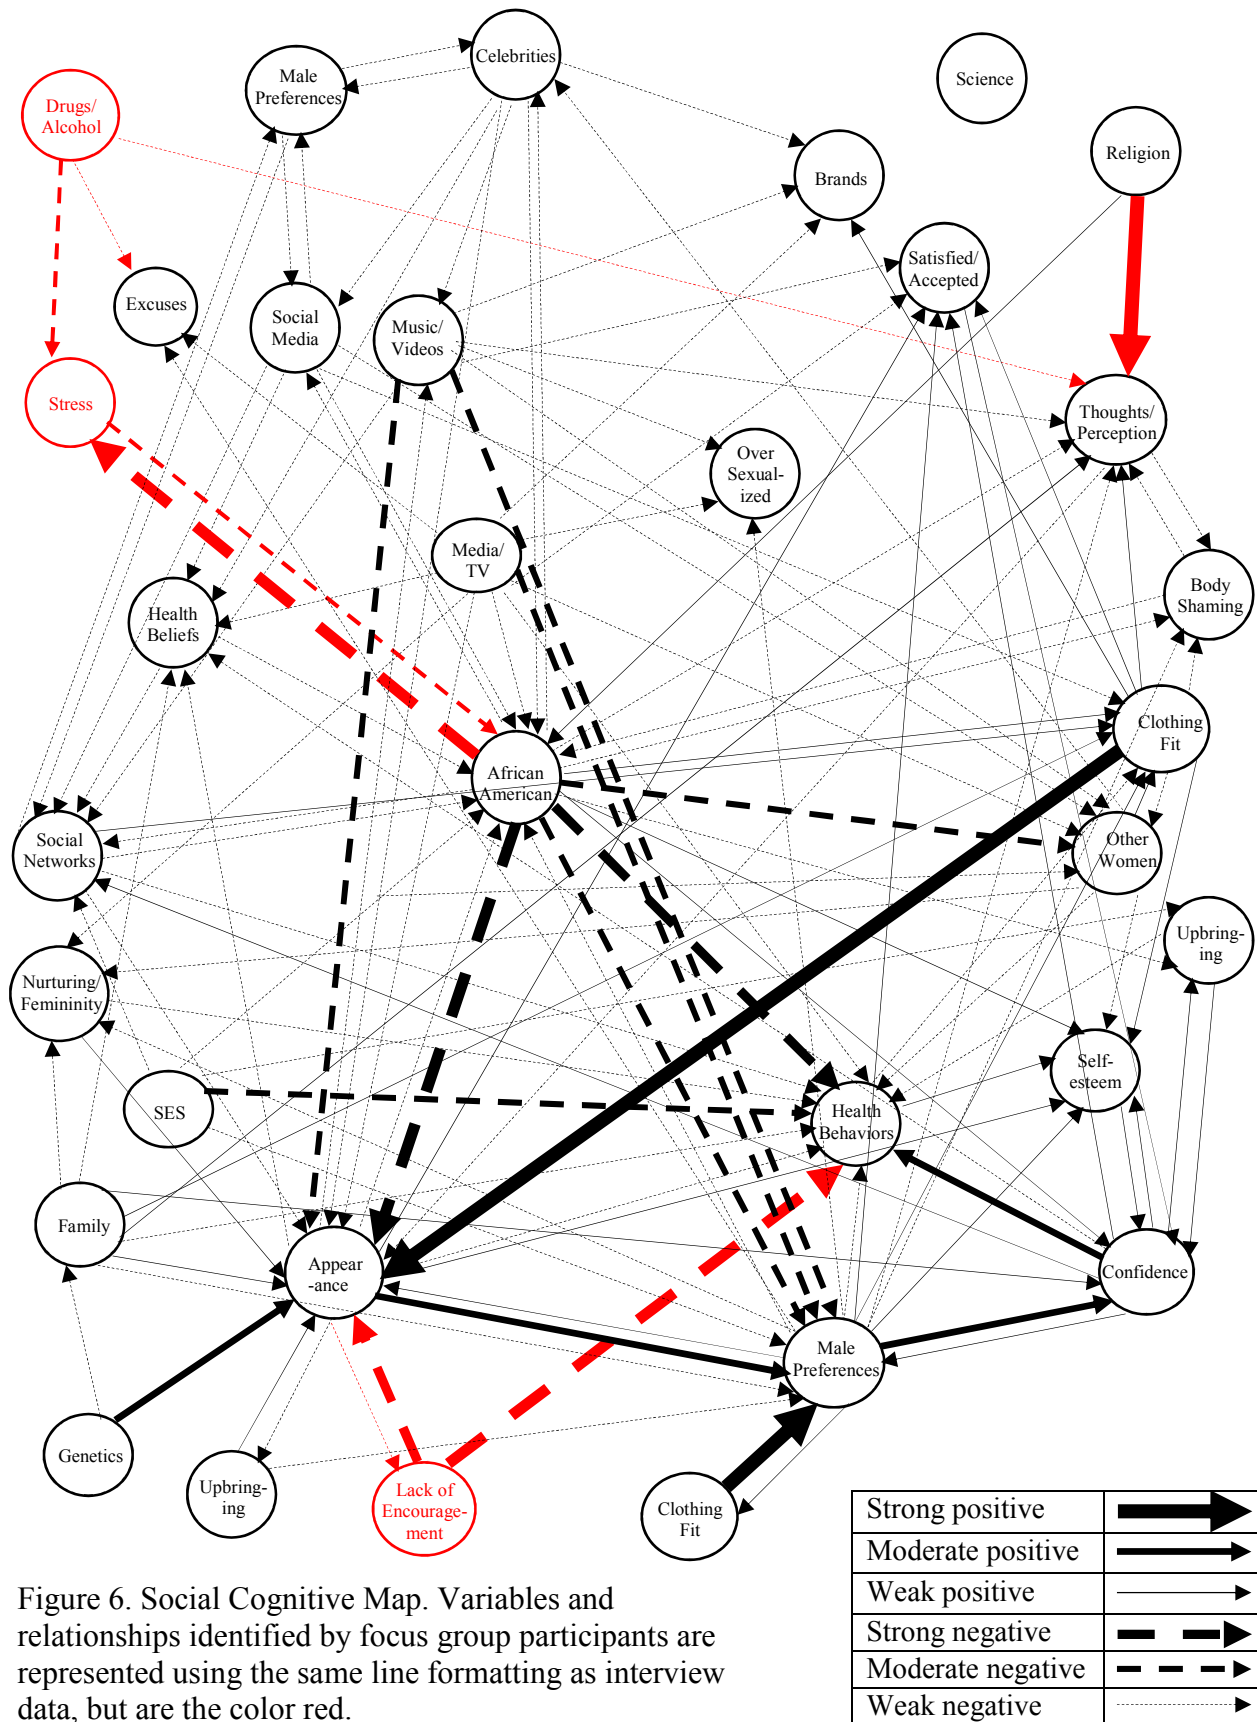 Celebrities
Male
Preferences
Science
Drugs/
Alcohol
Religion
Brands
Satisfied/
Accepted
Excuses
Social
Media
Music/
Videos
Stress
Thoughts/
Perception
Over
Sexual-
ized
Media/
TV
Body
Shaming
Health
Beliefs
Clothing
Fit
African
American
Social
Networks
Other
Women
Upbring-
ing
Nurturing/
Femininity
Self-
esteem
SES
Health
Behaviors
Family
Appear
-ance
Confidence
Male
Preferences
Genetics
Upbring-
ing
Lack of
Encourage-
ment
Clothing
Fit
Strong positive
Moderate positive
Weak positive
Strong negative
Moderate negative
Weak negative
Figure 6. Social Cognitive Map. Variables and
relationships identified by focus group participants are
represented using the same line formatting as interview
data, but are the color red.